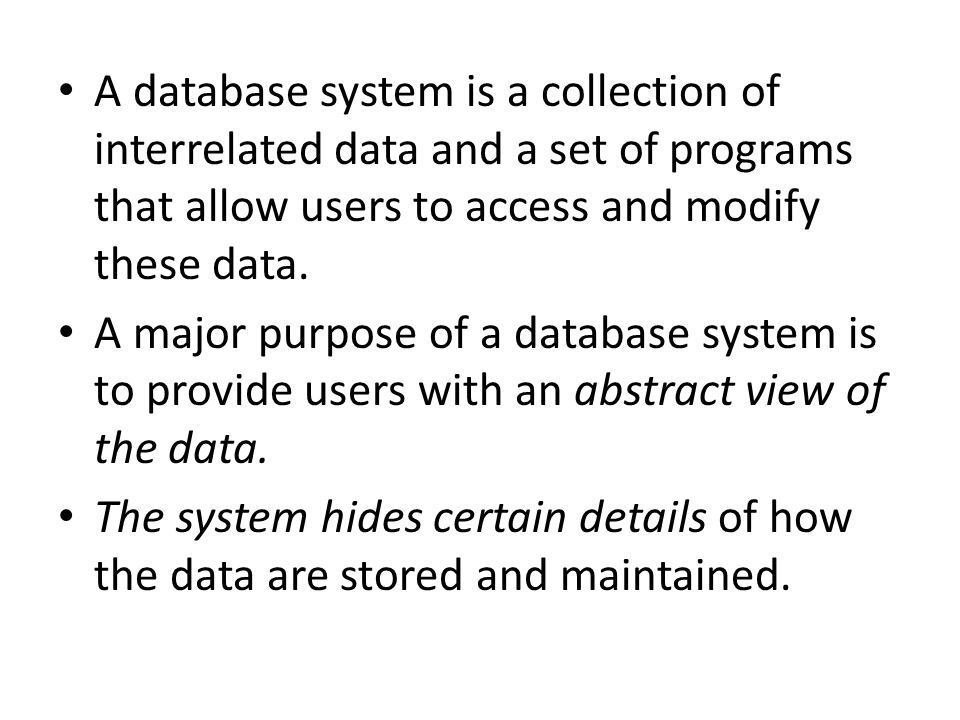 • A database system is a collection of
interrelated data and a set of programs
that allow users to access and modify
these data.
• A major purpose of a database system is
to provide users with an abstract view of
the data.
• The system hides certain details of how
the data are stored and maintained.